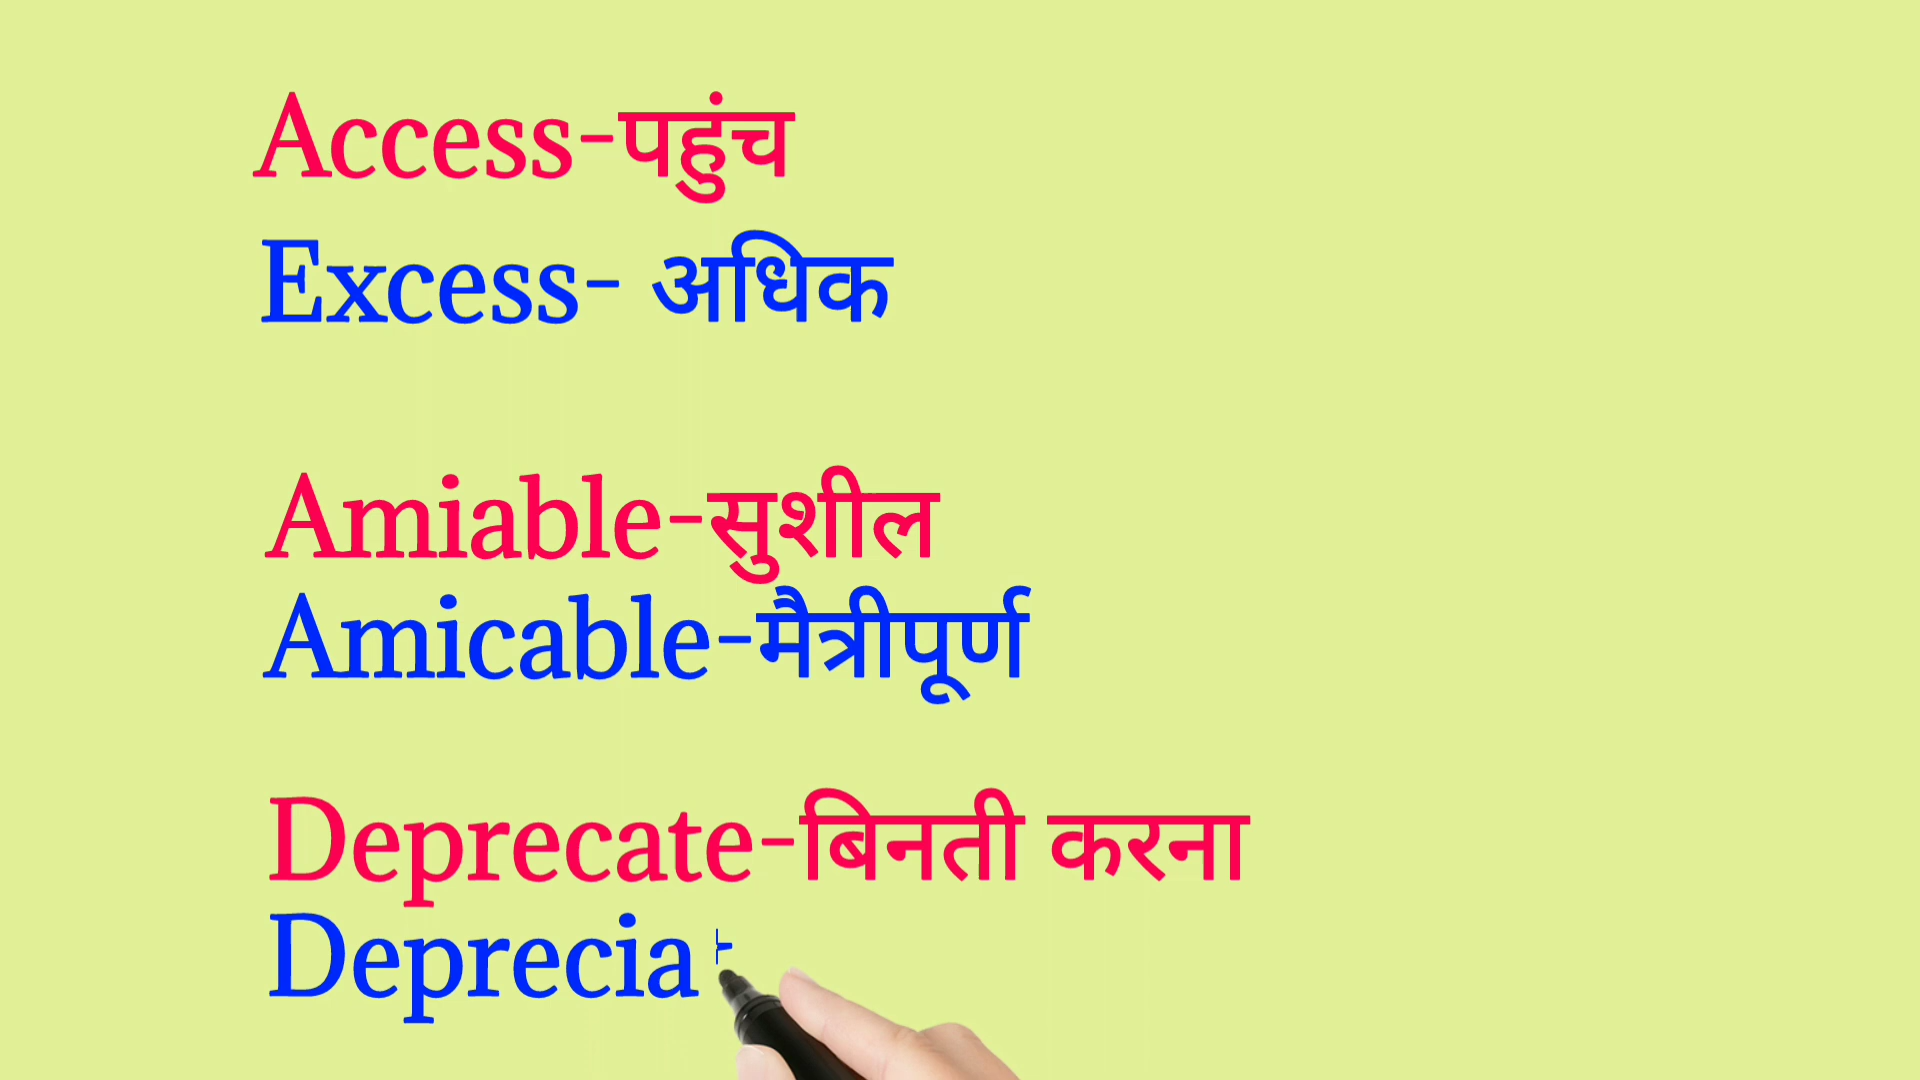 Access-पहुंच
Excess- अधिक
Amiable-सुशील
Amicable-मैत्रीपूर्ण
Deprecate-बिनती करना
Deprecia